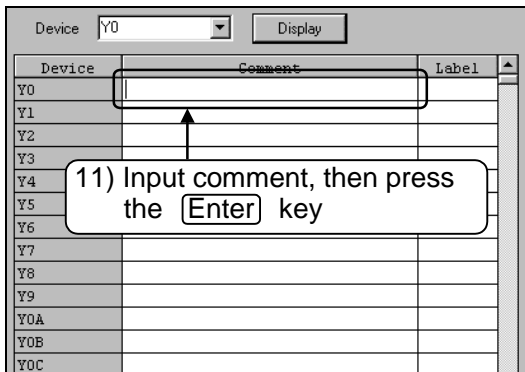 Device Y0 Display
Device Comment Label
Y0
Y1
Y2
Y3
Y4
Y5
Y6
Y7
Y8
Y9
Y0A
Y0B
Y0C
11) Input comment, then press
the Enter key